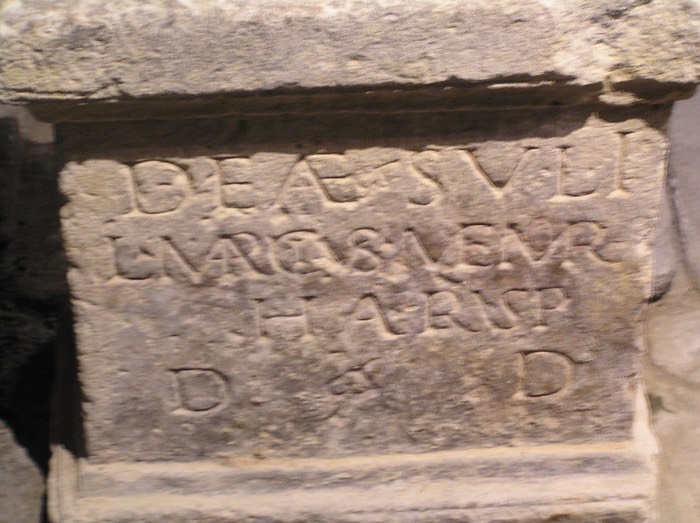 DEAE·SVLI
L·MARCIVS·MEMOR
HARVSP
D D